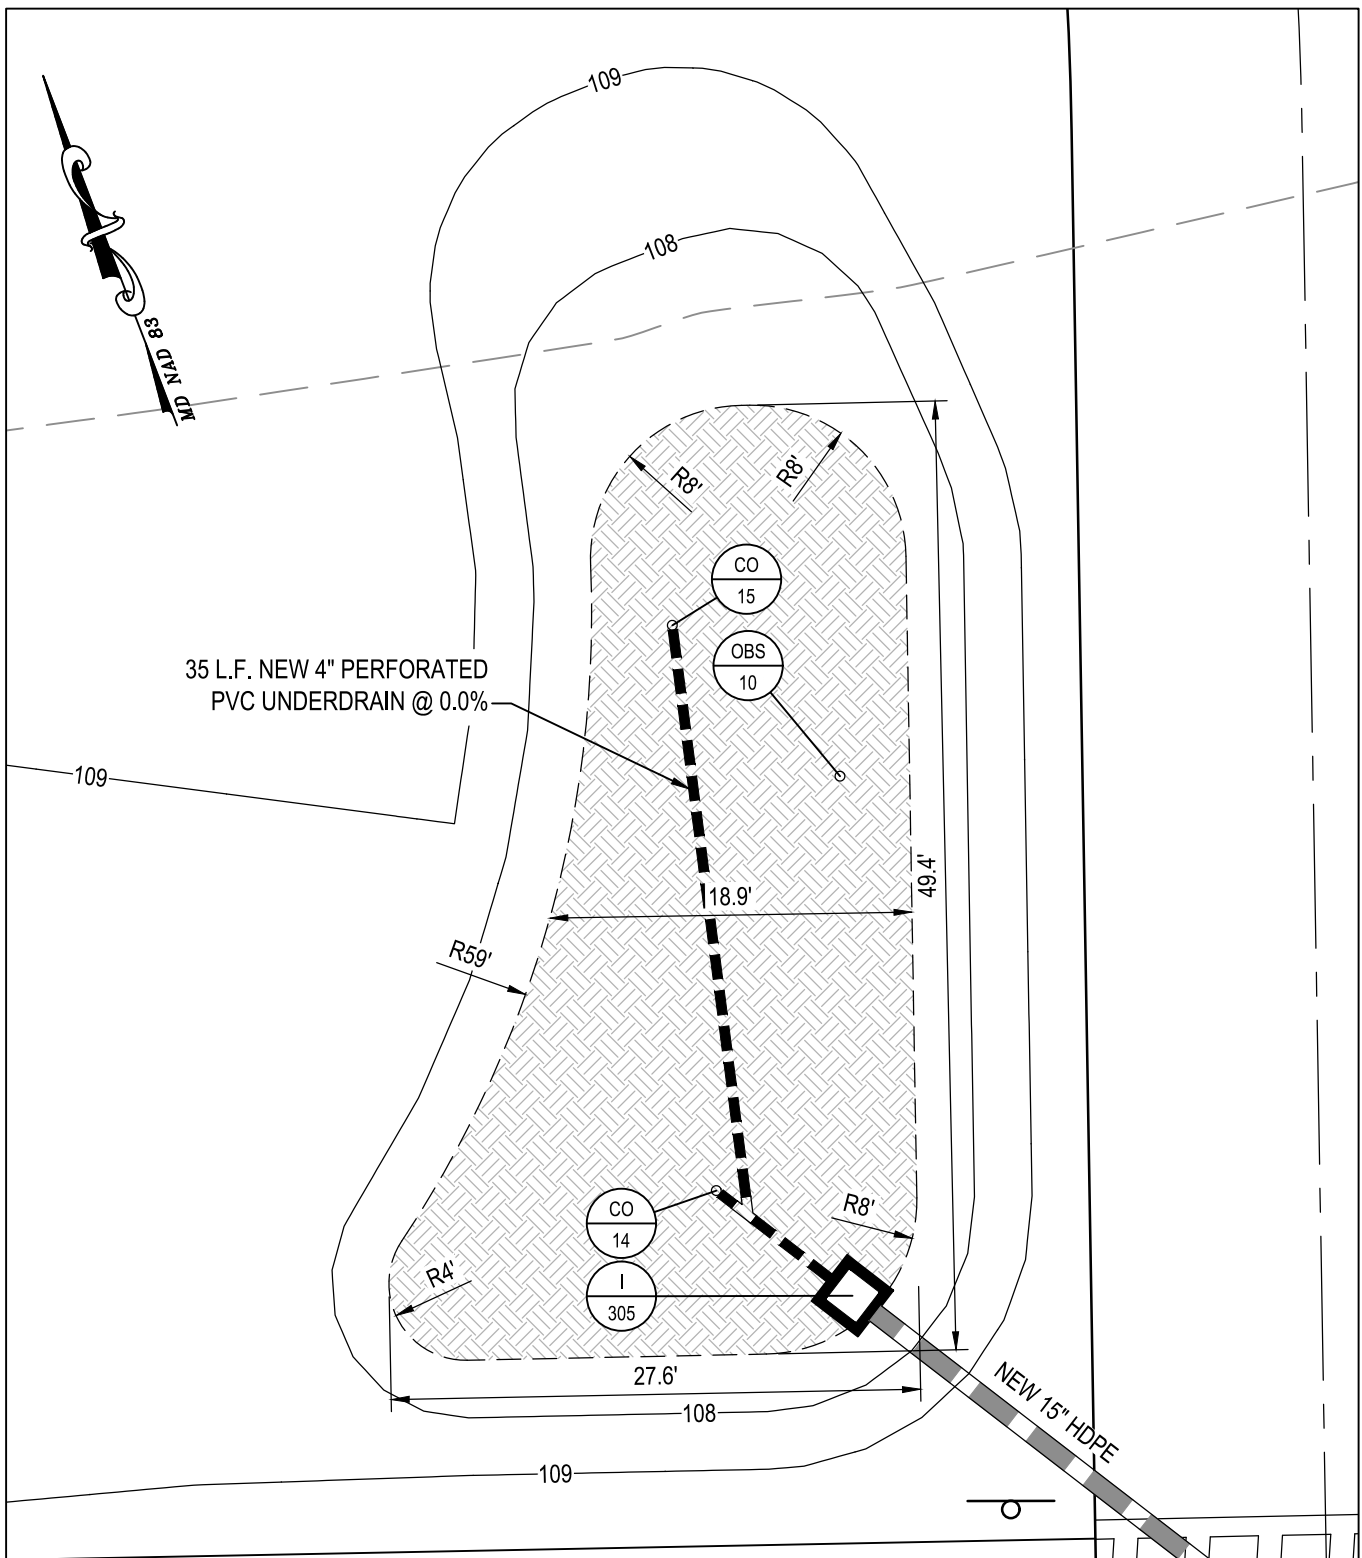 109
108
MD NAD 83
R8'
R8'
CO
15
OBS
10
35 L.F. NEW 4" PERFORATED
PVC UNDERDRAIN @ 0.0%
109
49.4'
18.9'
R59'
CO
14
R8'
R4'
I
305
27.6'
108
NEW 15" HDPE
109